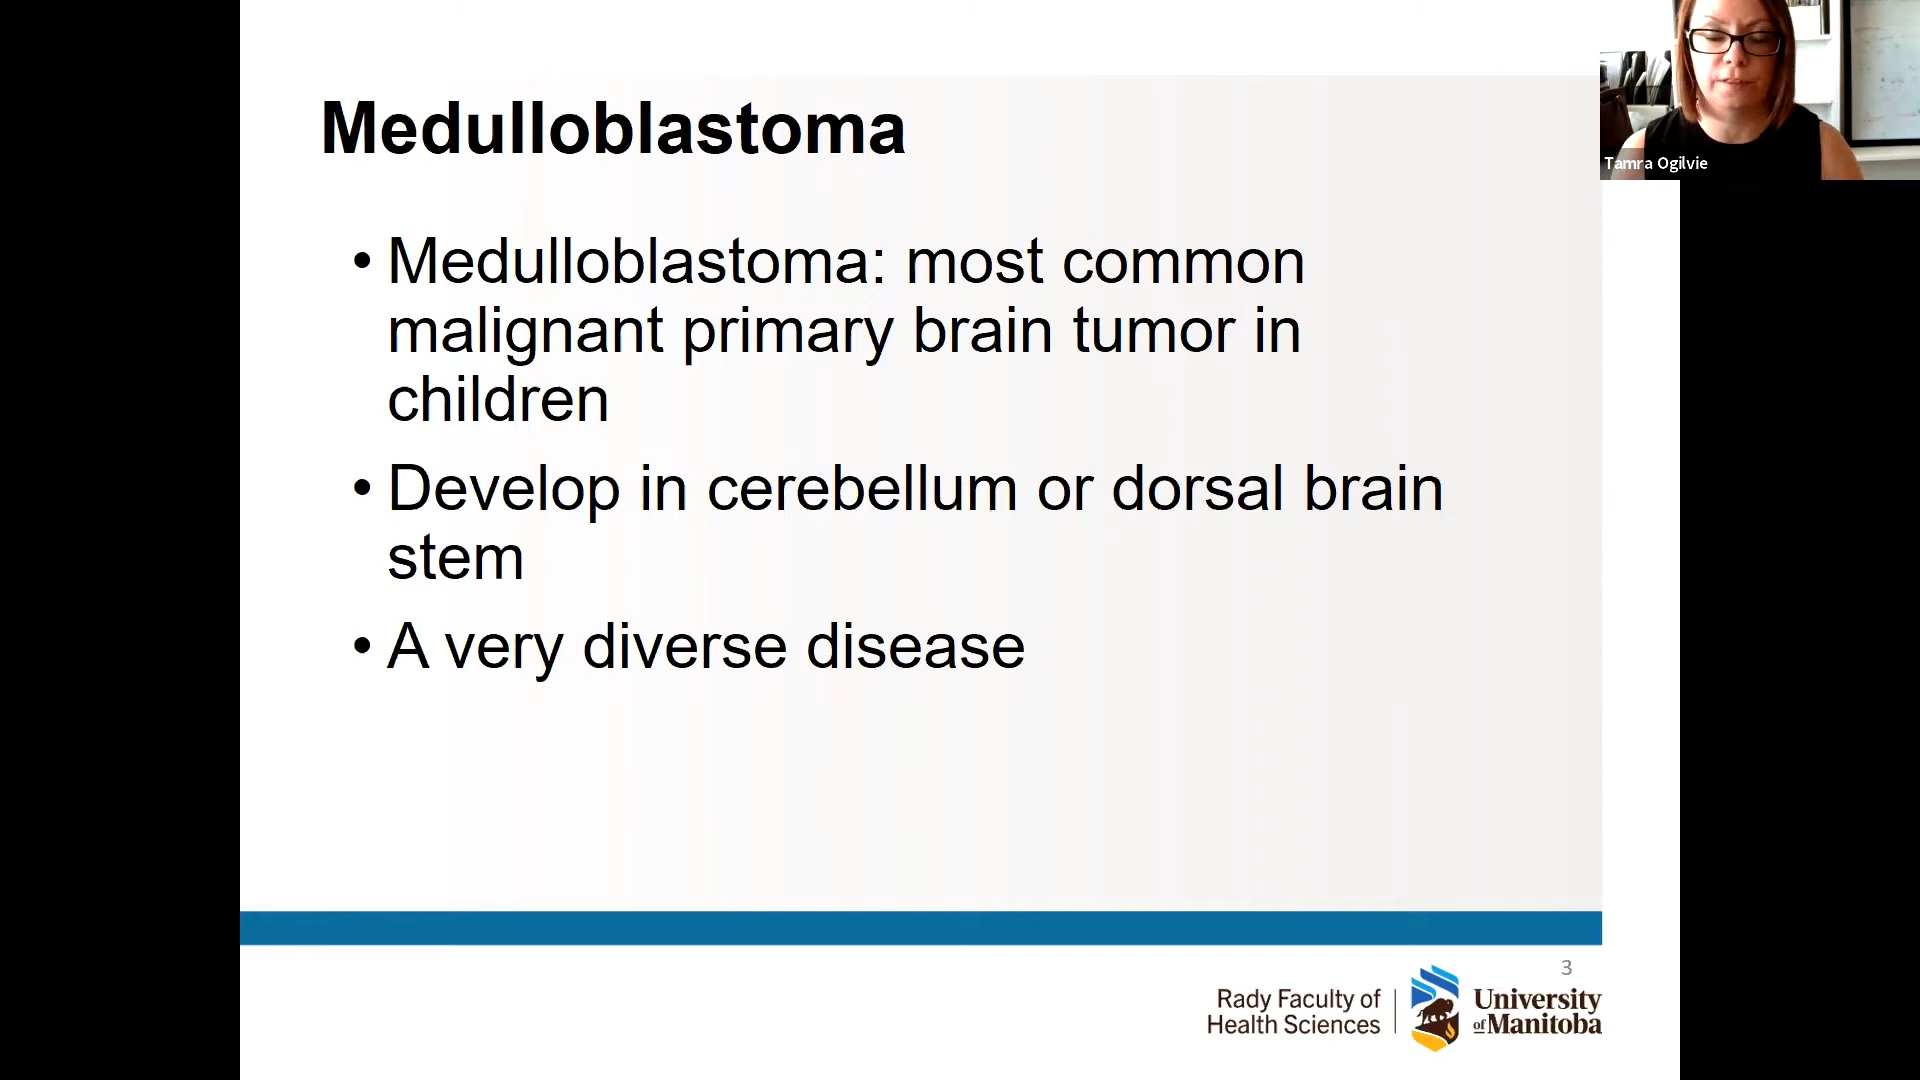 Medulloblastoma
• Medulloblastoma: most common
malignant primary brain tumor in
children
• Develop in cerebellum or dorsal brain
stem
• A very diverse disease
Tamra Ogilvie
3
Rady Faculty of
Health Sciences
University
of Manitoba